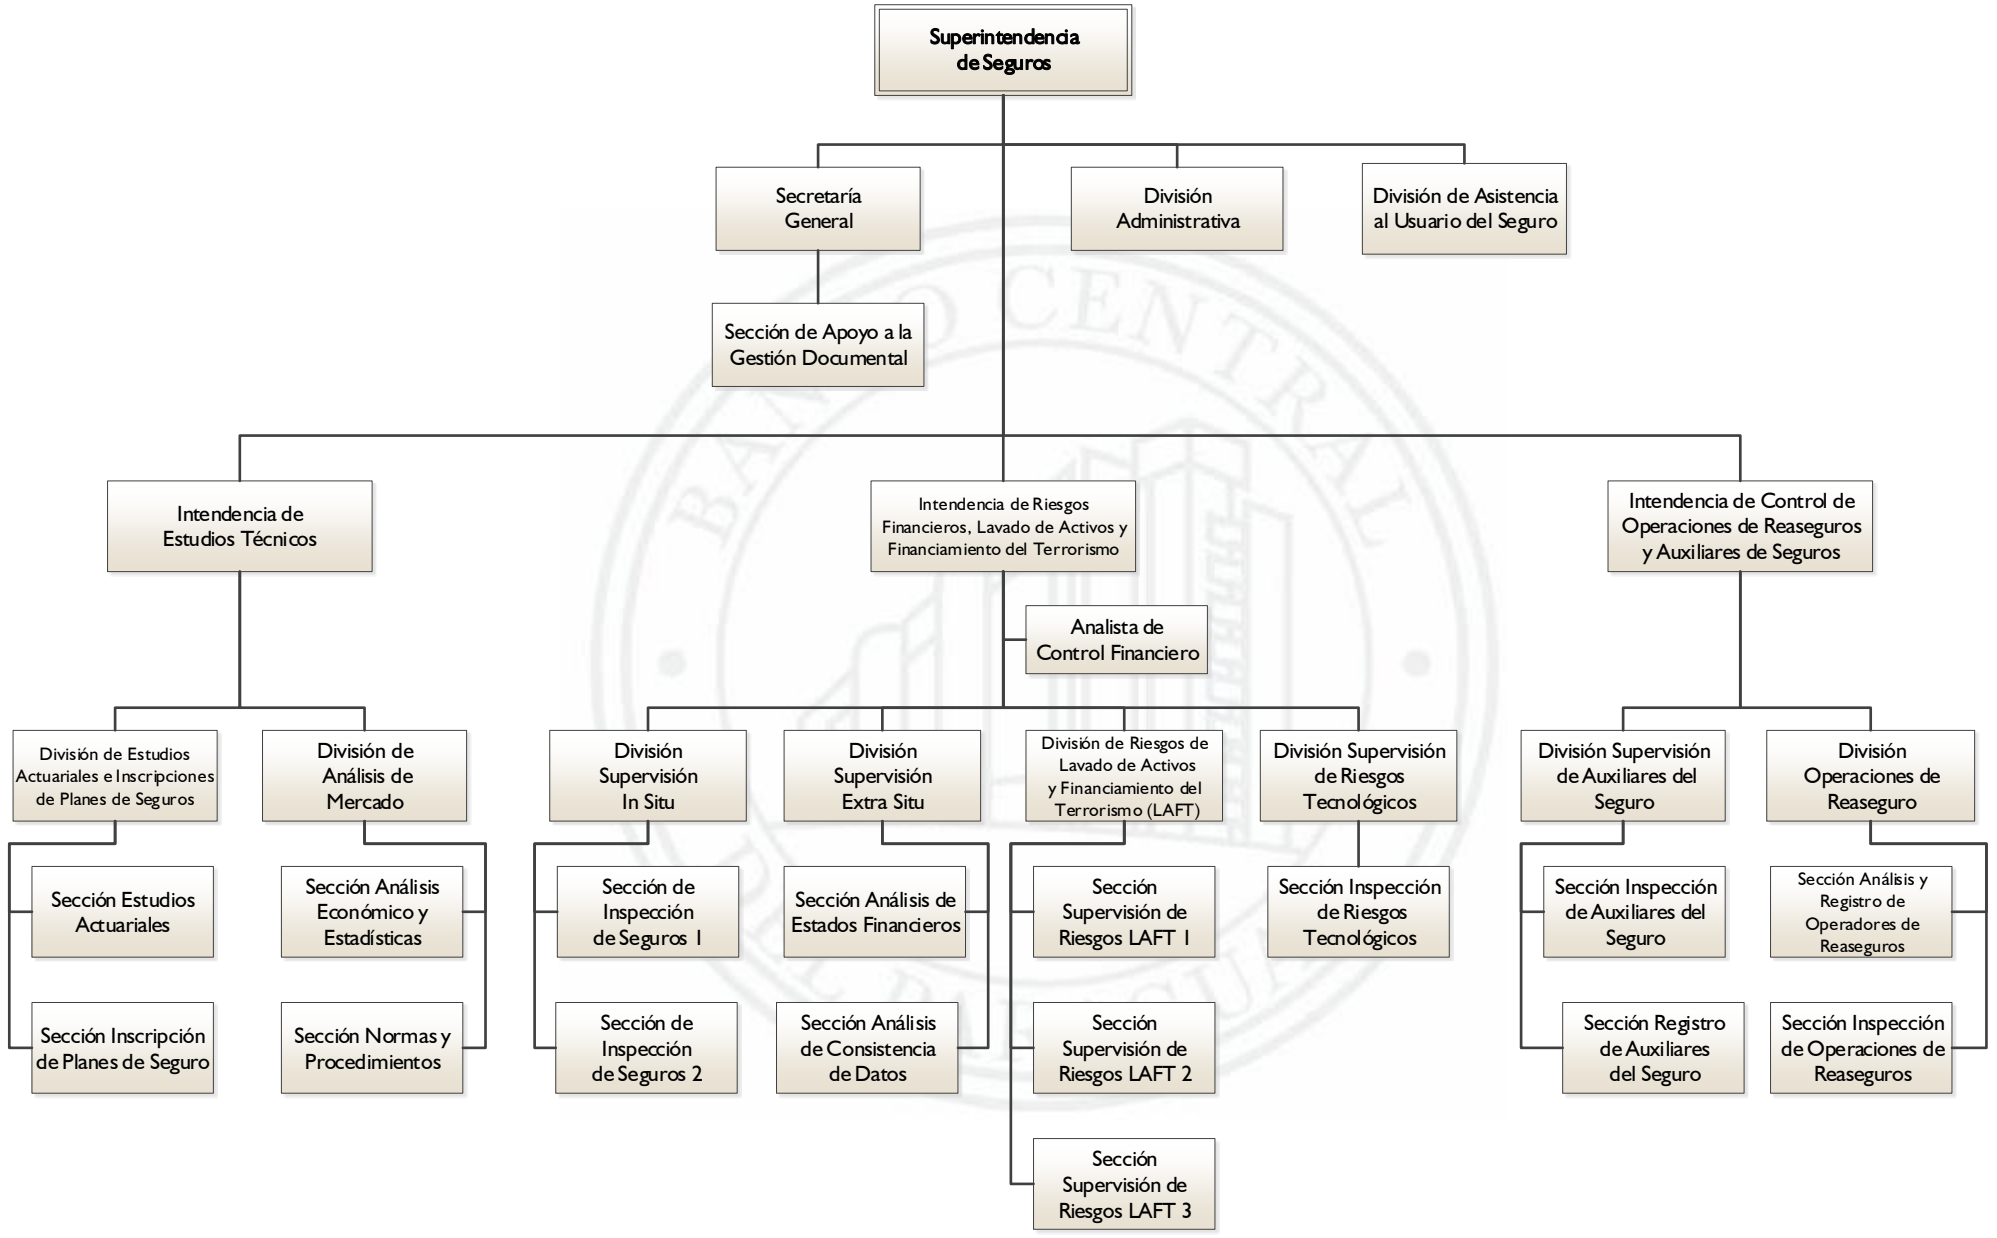 Superintendencia
de Seguros
Secretaría
General
División
Administrativa
División de Asistencia
al Usuario del Seguro
Sección de Apoyo a la
Gestión Documental
BANCO CENTRAL
DEL PARAGUAY
Intendencia de
Estudios Técnicos
Intendencia de Riesgos
Financieros, Lavado de Activos y
Financiamiento del Terrorismo
Intendencia de Control de
Operaciones de Reaseguros
y Auxiliares de Seguros
Analista de
Control Financiero
División de Estudios
Actuariales e Inscripciones
de Planes de Seguros
División de
Análisis de
Mercado
División
Supervisión
In Situ
División
Supervisión
Extra Situ
División de Riesgos de
Lavado de Activos
y Financiamiento del
Terrorismo (LAFT)
División Supervisión
de Riesgos
Tecnológicos
División Supervisión
de Auxiliares del
Seguro
División
Operaciones de
Reaseguro
Sección Estudios
Actuariales
Sección Análisis
Económico y
Estadísticas
Sección de
Inspección
de Seguros 1
Sección Análisis de
Estados Financieros
Sección
Supervisión de
Riesgos LAFT 1
Sección Inspección
de Riesgos
Tecnológicos
Sección Inspección
de Auxiliares del
Seguro
Sección Análisis y
Registro de
Operadores de
Reaseguros
Sección Inscripción
de Planes de Seguro
Sección Normas y
Procedimientos
Sección de
Inspección
de Seguros 2
Sección Análisis
de Consistencia
de Datos
Sección
Supervisión de
Riesgos LAFT 2
Sección Registro
de Auxiliares
del Seguro
Sección Inspección
de Operaciones de
Reaseguros
Sección
Supervisión de
Riesgos LAFT 3